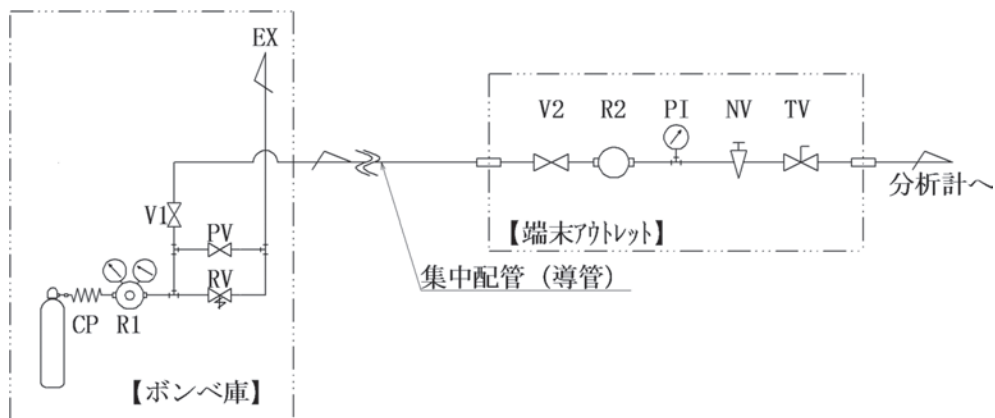 EX
V1
PV
RV
CP
R1
【ボンベ庫】
集中配管（導管）
V2
R2
PI
NV
TV
【端末アウトレット】
分析計へ